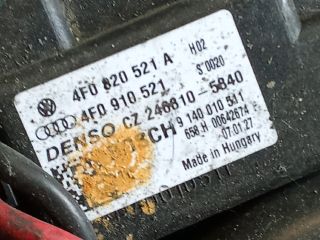 4F0 820 521 A H02
4F0 910 521 S'0020
DENSO CZ 246810-5840
9 140 010 511
658 H 00642674
07.01.27
Made in Hungary